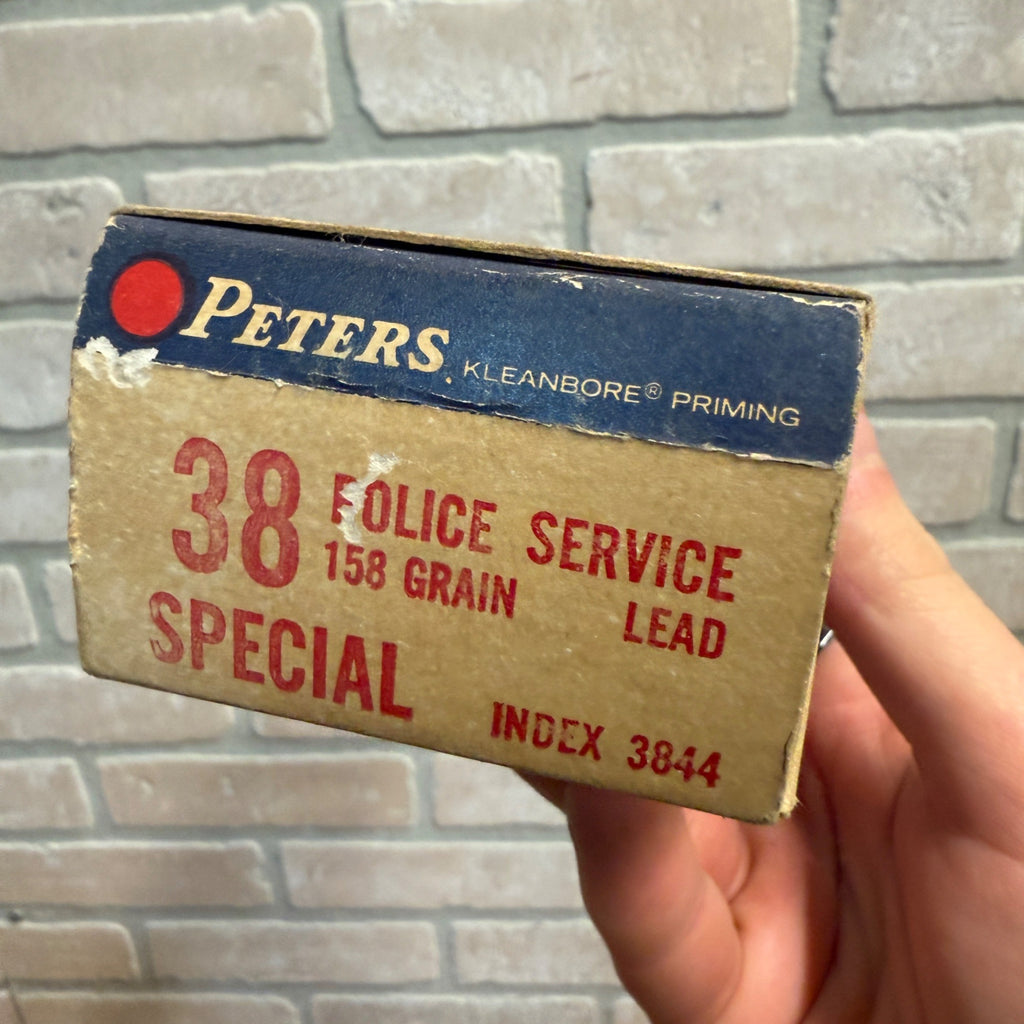 PETERS. KLEANBORE® PRIMING
38 POLICE SERVICE
158 GRAIN LEAD
SPECIAL
INDEX 3844